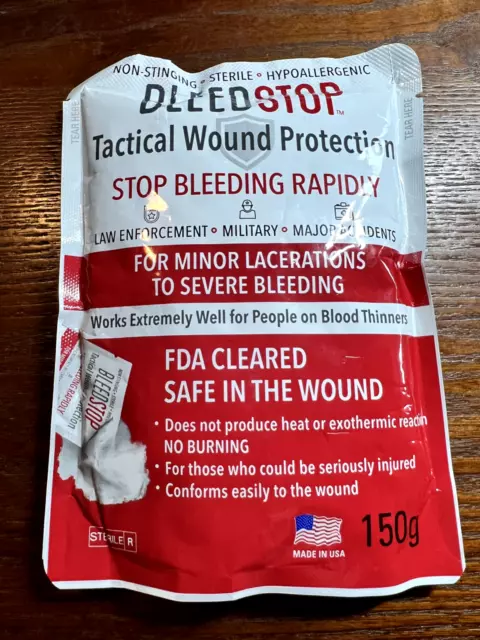 NON-STINGING • STERILE • HYPOALLERGENIC
BLEEDSTOP™
TEAR HERE
TEAR HERE
Tactical Wound Protection
STOP BLEEDING RAPIDLY
LAW ENFORCEMENT • MILITARY • MAJOR ACCIDENTS
FOR MINOR LACERATIONS
TO SEVERE BLEEDING
Works Extremely Well for People on Blood Thinners
FDA CLEARED
SAFE IN THE WOUND
• Does not produce heat or exothermic reaction
NO BURNING
• For those who could be seriously injured
• Conforms easily to the wound
BLEEDSTOP
STERILE R
MADE IN USA
150g